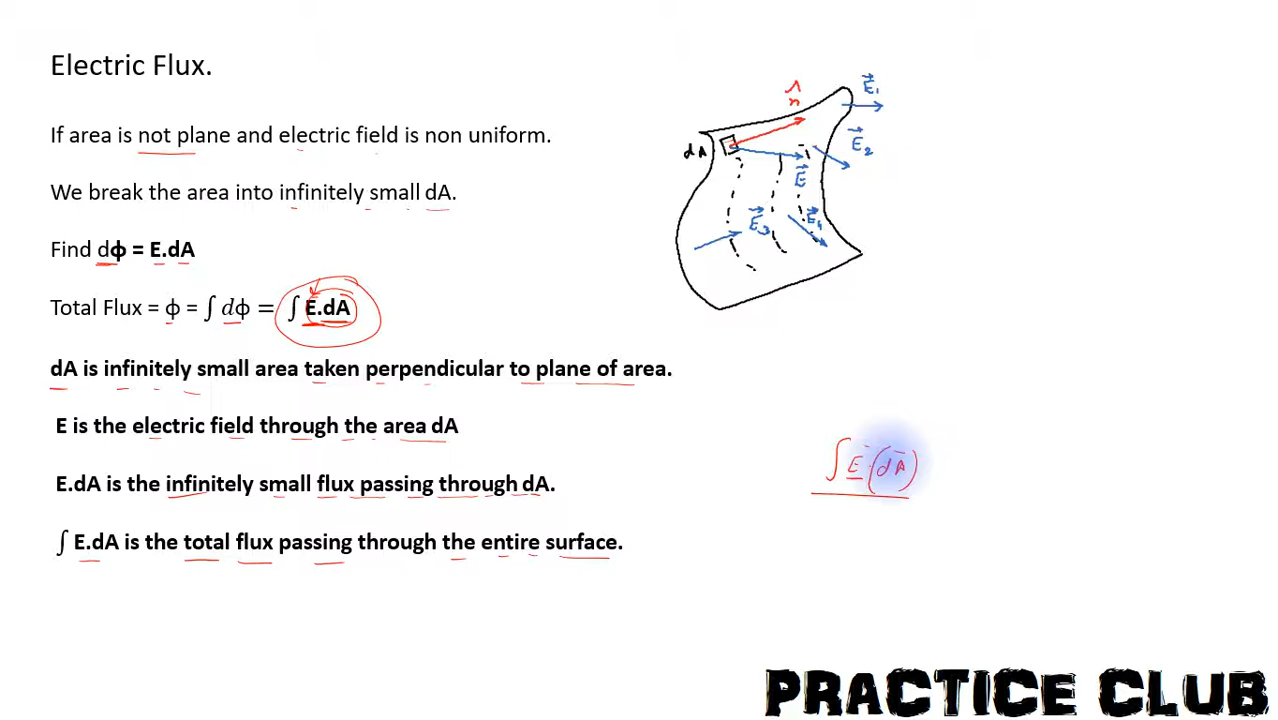 Electric Flux.
If area is not plane and electric field is non uniform.
We break the area into infinitely small dA.
Find dɸ = E.dA
Total Flux = ɸ = ∫ dɸ = ∫ E.dA
dA is infinitely small area taken perpendicular to plane of area.
E is the electric field through the area dA
E.dA is the infinitely small flux passing through dA.
∫ E.dA is the total flux passing through the entire surface.
n̂
E⃗₁
E⃗₂
dA
E⃗
E⃗₃
E⃗₄
∫ E̅ · (dA̅)
PRACTICE CLUB